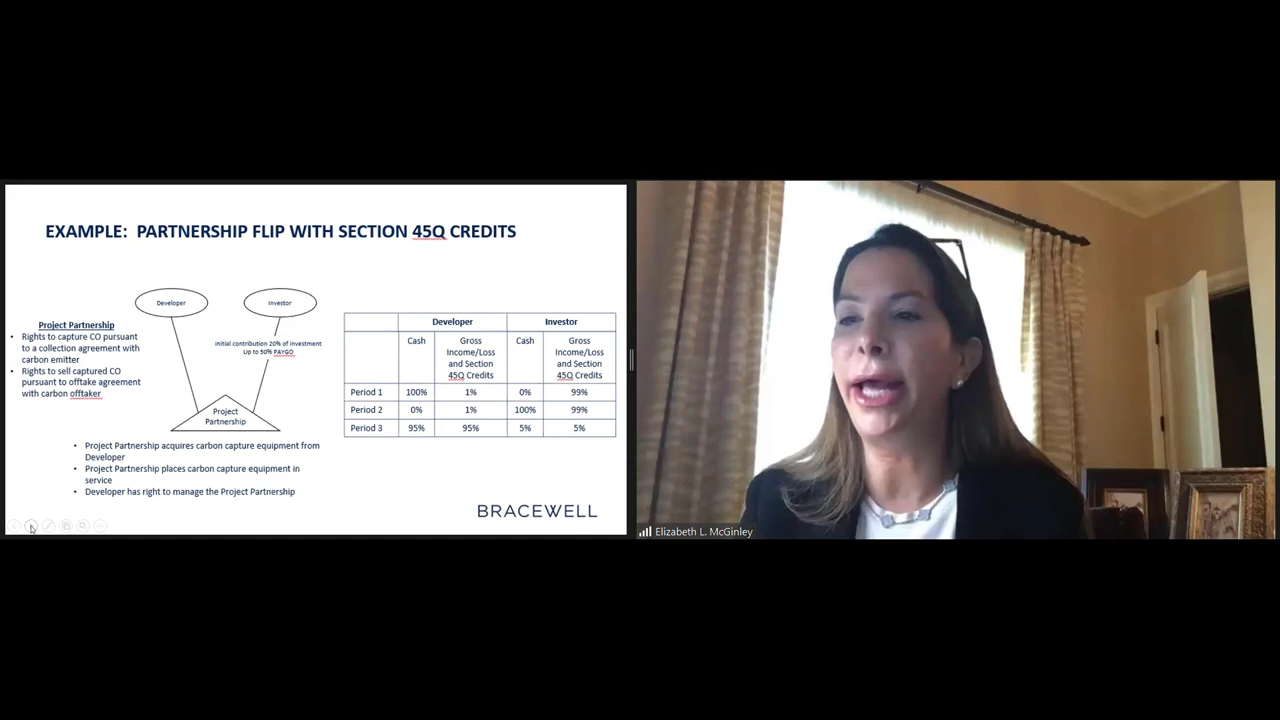 EXAMPLE: PARTNERSHIP FLIP WITH SECTION 45Q CREDITS
Developer
Investor
Project Partnership
• Rights to capture CO pursuant
to a collection agreement with
carbon emitter
• Rights to sell captured CO
pursuant to offtake agreement
with carbon offtaker
Initial contribution 20% of investment
Up to 50% PAYGO
Project
Partnership
• Project Partnership acquires carbon capture equipment from
Developer
• Project Partnership places carbon capture equipment in
service
• Developer has right to manage the Project Partnership
Developer Investor
Cash Gross Cash Gross
Income/Loss Income/Loss
and Section and Section
45Q Credits 45Q Credits
Period 1 100% 1% 0% 99%
Period 2 0% 1% 100% 99%
Period 3 95% 95% 5% 5%
BRACEWELL
Elizabeth L. McGinley